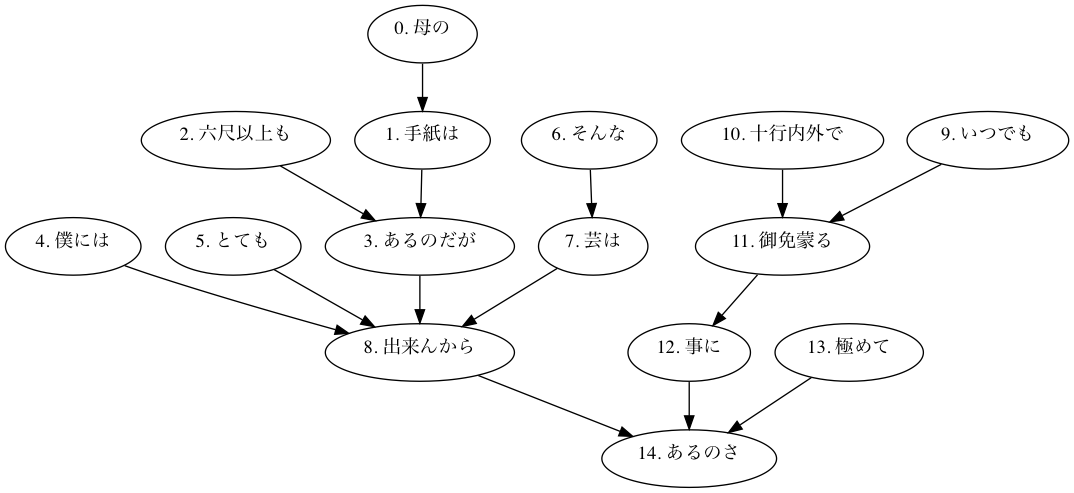 0. 母の
2. 六尺以上も
1. 手紙は
6. そんな
10. 十行内外で
9. いつでも
4. 僕には
5. とても
3. あるのだが
7. 芸は
11. 御免蒙る
8. 出来んから
12. 事に
13. 極めて
14. あるのさ